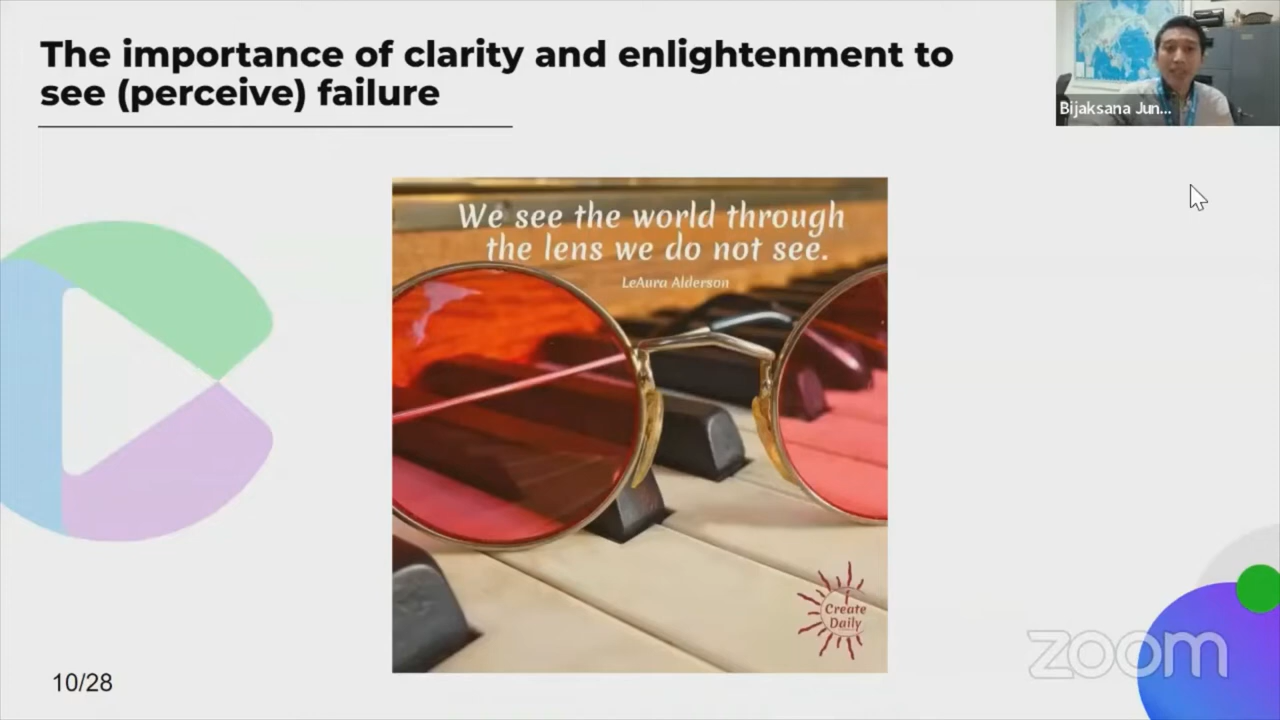 The importance of clarity and enlightenment to
see (perceive) failure
Bijaksana Jun...
We see the world through
the lens we do not see.
LeAura Alderson
I
Create
Daily
10/28
zoom